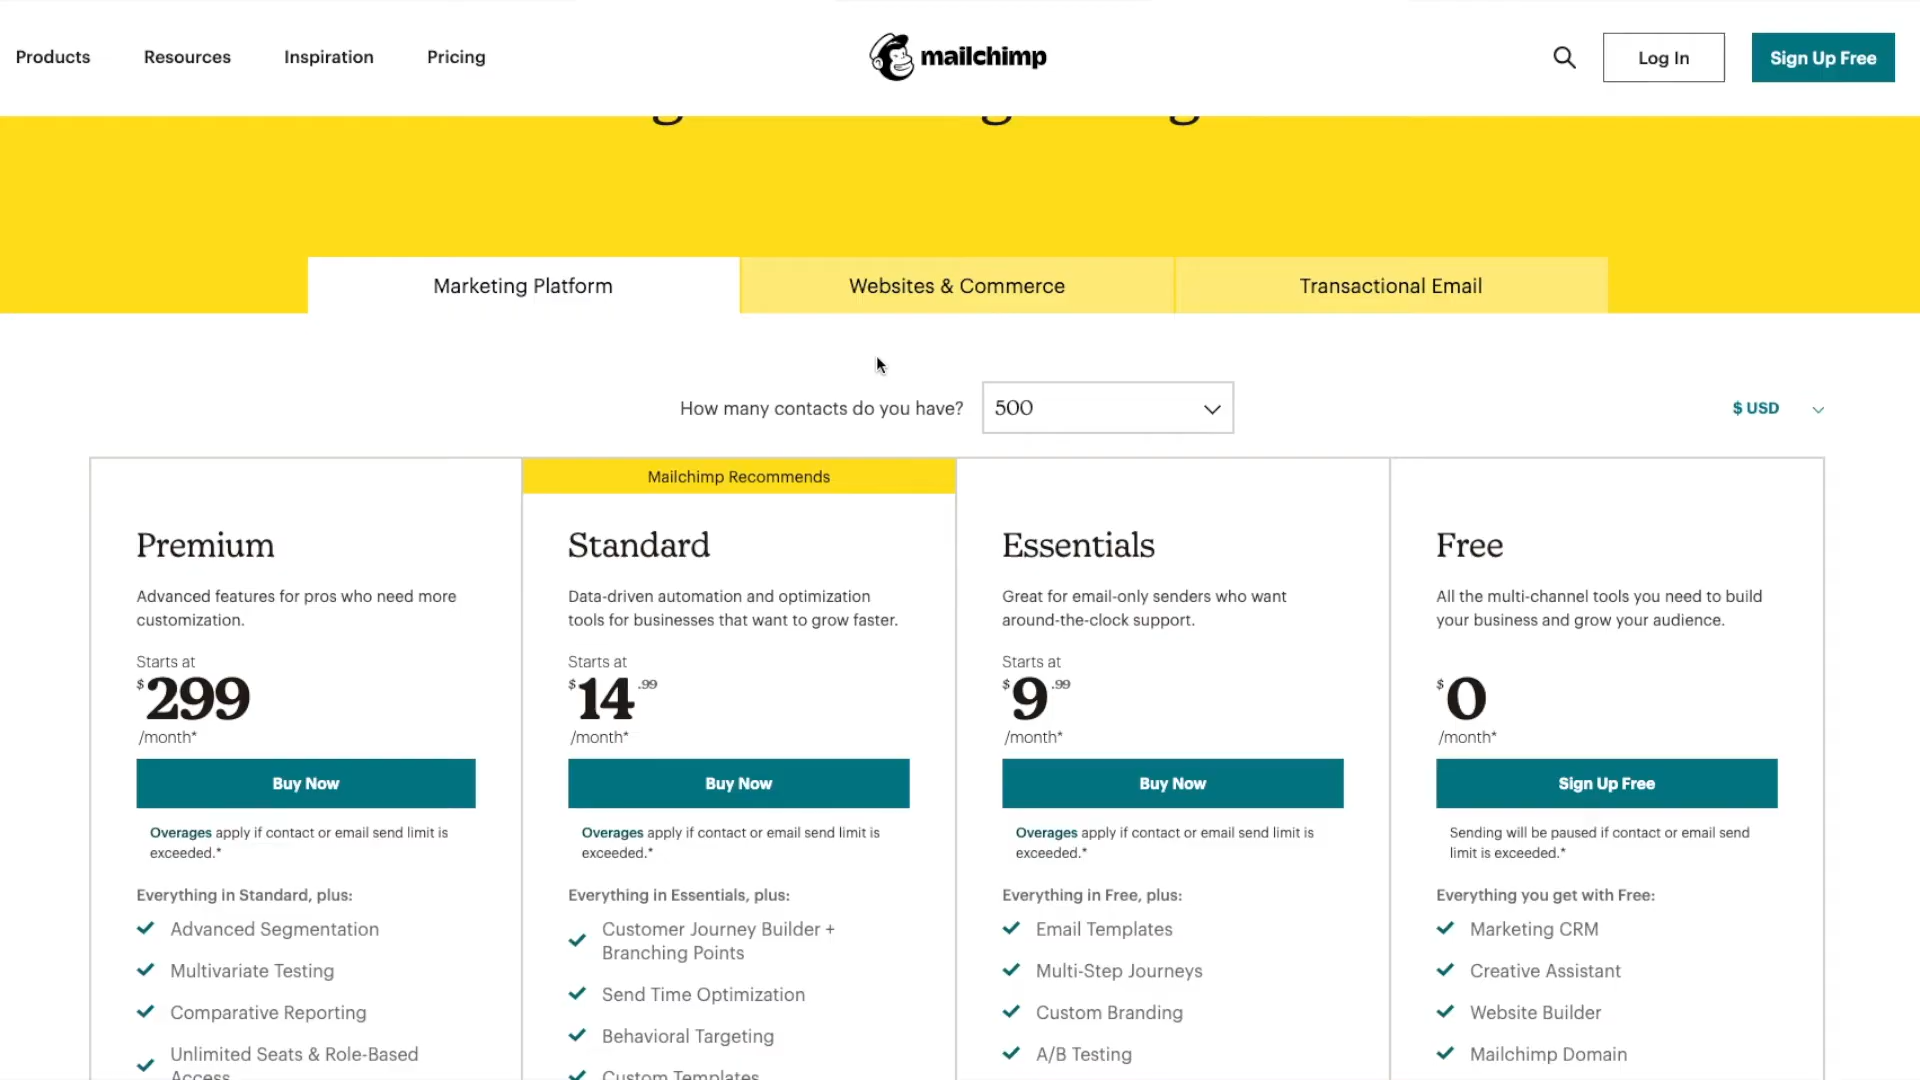 Products
Resources
Inspiration
Pricing
mailchimp
Log In
Sign Up Free
Marketing Platform
Websites & Commerce
Transactional Email
How many contacts do you have?
500
$ USD
Premium
Advanced features for pros who need more
customization.
Starts at
$299
/month*
Buy Now
Overages apply if contact or email send limit is
exceeded.*
Everything in Standard, plus:
Advanced Segmentation
Multivariate Testing
Comparative Reporting
Unlimited Seats & Role-Based
Access
Mailchimp Recommends
Standard
Data-driven automation and optimization
tools for businesses that want to grow faster.
Starts at
$14.99
/month*
Buy Now
Overages apply if contact or email send limit is
exceeded.*
Everything in Essentials, plus:
Customer Journey Builder +
Branching Points
Send Time Optimization
Behavioral Targeting
Custom Templates
Essentials
Great for email-only senders who want
around-the-clock support.
Starts at
$9.99
/month*
Buy Now
Overages apply if contact or email send limit is
exceeded.*
Everything in Free, plus:
Email Templates
Multi-Step Journeys
Custom Branding
A/B Testing
Free
All the multi-channel tools you need to build
your business and grow your audience.
$0
/month*
Sign Up Free
Sending will be paused if contact or email send
limit is exceeded.*
Everything you get with Free:
Marketing CRM
Creative Assistant
Website Builder
Mailchimp Domain